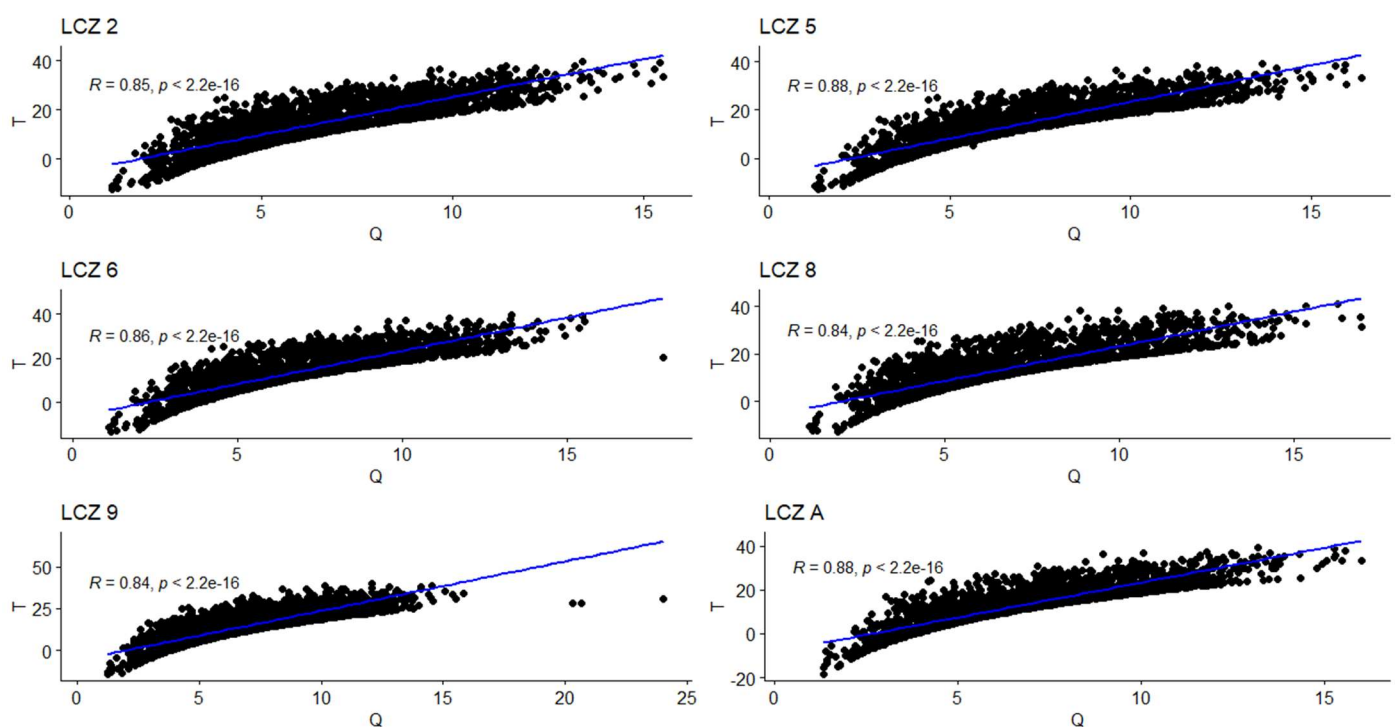 LCZ 2
40
20
0
T
R = 0.85, p < 2.2e-16
0 5 10 15
Q
LCZ 5
40
20
0
T
R = 0.88, p < 2.2e-16
0 5 10 15
Q
LCZ 6
40
20
0
T
R = 0.86, p < 2.2e-16
0 5 10 15
Q
LCZ 8
40
20
0
T
R = 0.84, p < 2.2e-16
0 5 10 15
Q
LCZ 9
50
25
0
T
R = 0.84, p < 2.2e-16
0 5 10 15 20 25
Q
LCZ A
40
20
0
-20
T
R = 0.88, p < 2.2e-16
5 10 15
Q